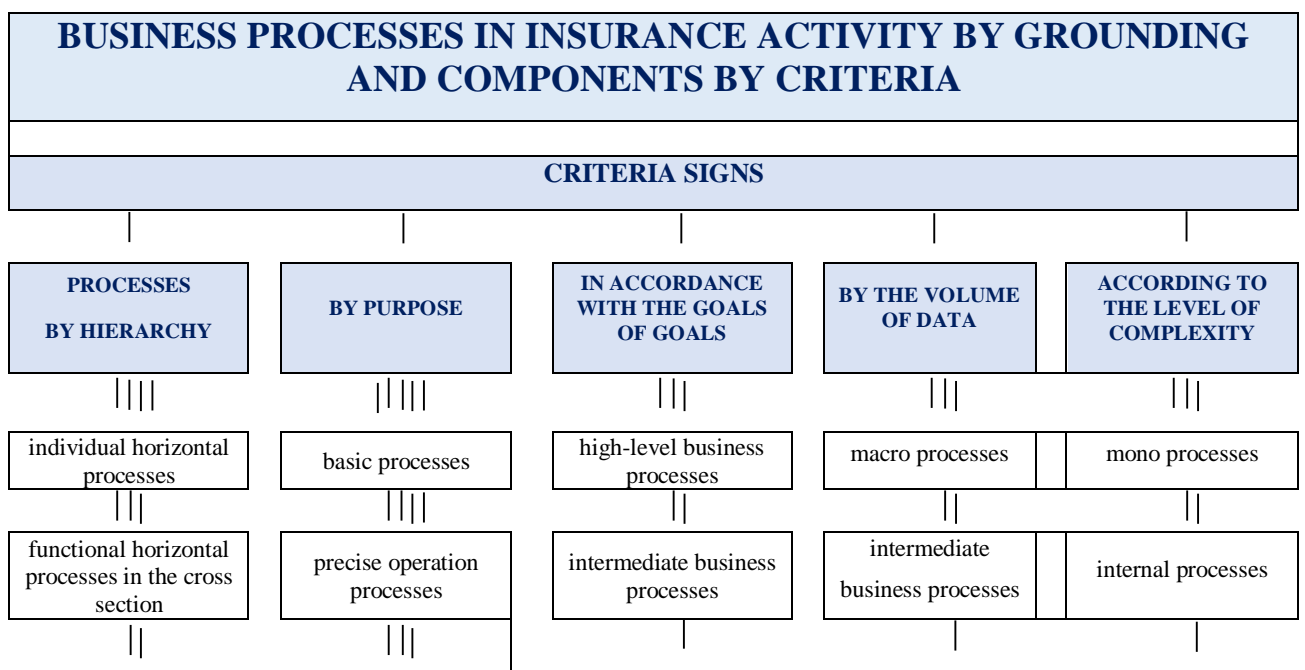 BUSINESS PROCESSES IN INSURANCE ACTIVITY BY GROUNDING
AND COMPONENTS BY CRITERIA
CRITERIA SIGNS
PROCESSES
BY HIERARCHY
BY PURPOSE
IN ACCORDANCE
WITH THE GOALS
OF GOALS
BY THE VOLUME
OF DATA
ACCORDING TO
THE LEVEL OF
COMPLEXITY
individual horizontal
processes
basic processes
high-level business
processes
macro processes
mono processes
functional horizontal
processes in the cross
section
precise operation
processes
intermediate business
processes
intermediate
business processes
internal processes